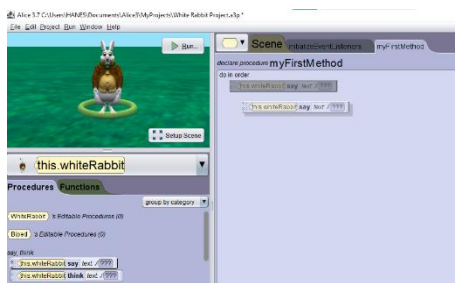 Alice 3.7 C:\Users\HANES\Documents\Alice3\MyProjects\White Rabbit Project.a3p *
File Edit Project Run Window Help
Run...
Scene initializeEventListeners myFirstMethod
declare procedure myFirstMethod
do in order
this.whiteRabbit say text / ???
this.whiteRabbit say text / ???
Setup Scene
this.whiteRabbit
Procedures Functions
group by category
WhiteRabbit 's Editable Procedures (0)
Biped 's Editable Procedures (0)
say, think
this.whiteRabbit say text / ???
this.whiteRabbit think text / ???